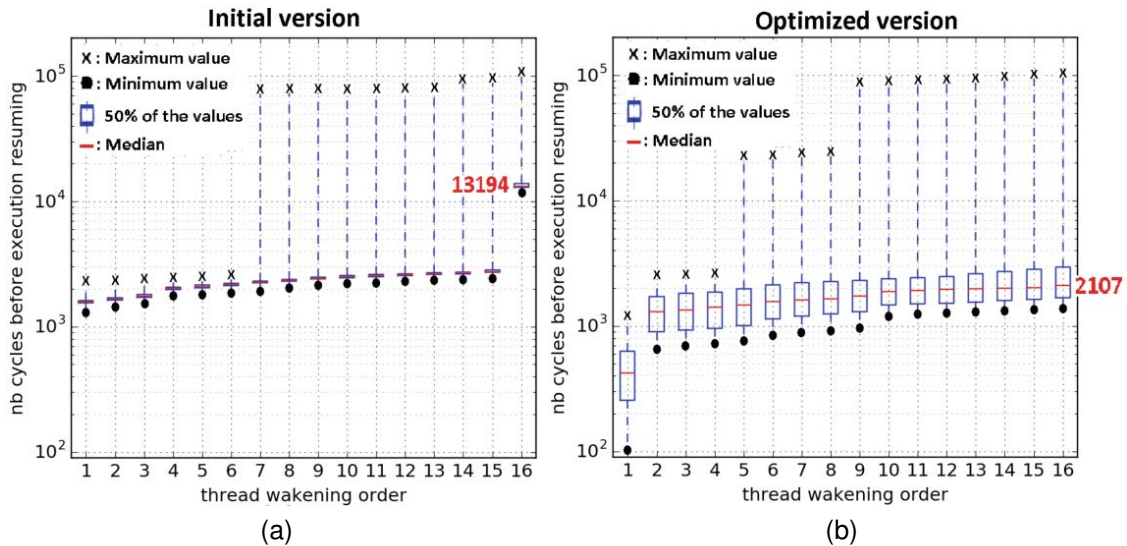 Initial version
X : Maximum value
● : Minimum value
50% of the values
– : Median
10^5
10^4
10^3
10^2
nb cycles before execution resuming
13194
1 2 3 4 5 6 7 8 9 10 11 12 13 14 15 16
thread wakening order
(a)
Optimized version
X : Maximum value
● : Minimum value
50% of the values
– : Median
10^5
10^4
10^3
10^2
nb cycles before execution resuming
2107
1 2 3 4 5 6 7 8 9 10 11 12 13 14 15 16
thread wakening order
(b)